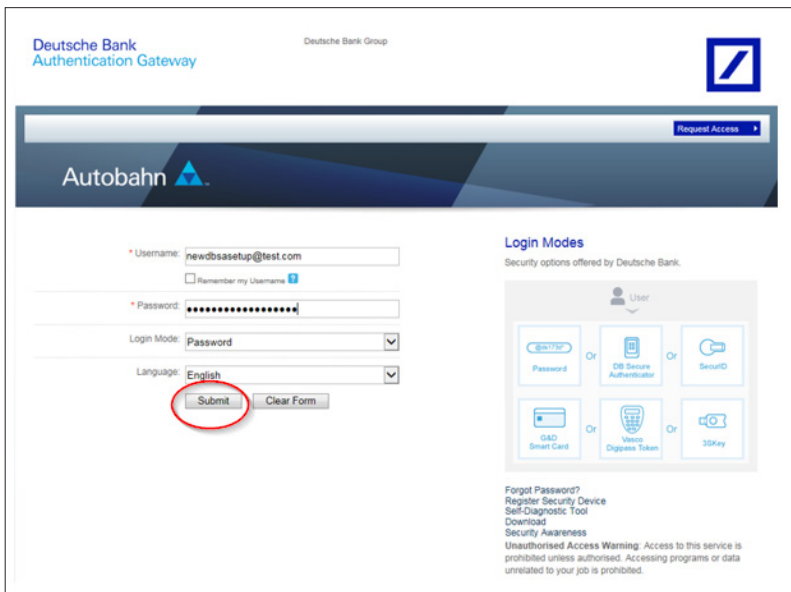 Deutsche Bank
Authentication Gateway
Deutsche Bank Group
Request Access
Autobahn
* Username:
newdbsasetup@test.com
Remember my Username ?
* Password:
••••••••••••••••••
Login Mode:
Password
Language:
English
Submit
Clear Form
Login Modes
Security options offered by Deutsche Bank.
User
Password
Or
DB Secure
Authenticator
Or
SecurID
G&D
Smart Card
Or
Vasco
Digipass Token
Or
3SKey
Forgot Password?
Register Security Device
Self-Diagnostic Tool
Download
Security Awareness
Unauthorised Access Warning: Access to this service is
prohibited unless authorised. Accessing programs or data
unrelated to your job is prohibited.